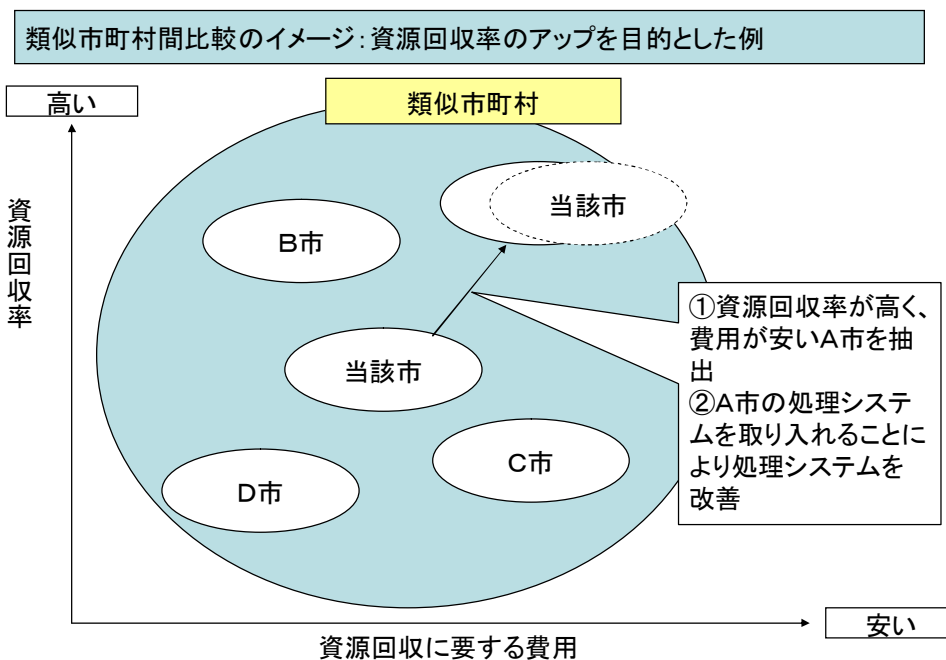 類似市町村間比較のイメージ：資源回収率のアップを目的とした例
高い
類似市町村
資源回収率
当該市
B市
当該市
C市
D市
①資源回収率が高く、
費用が安いA市を抽
出
②A市の処理システ
ムを取り入れることに
より処理システムを
改善
安い
資源回収に要する費用